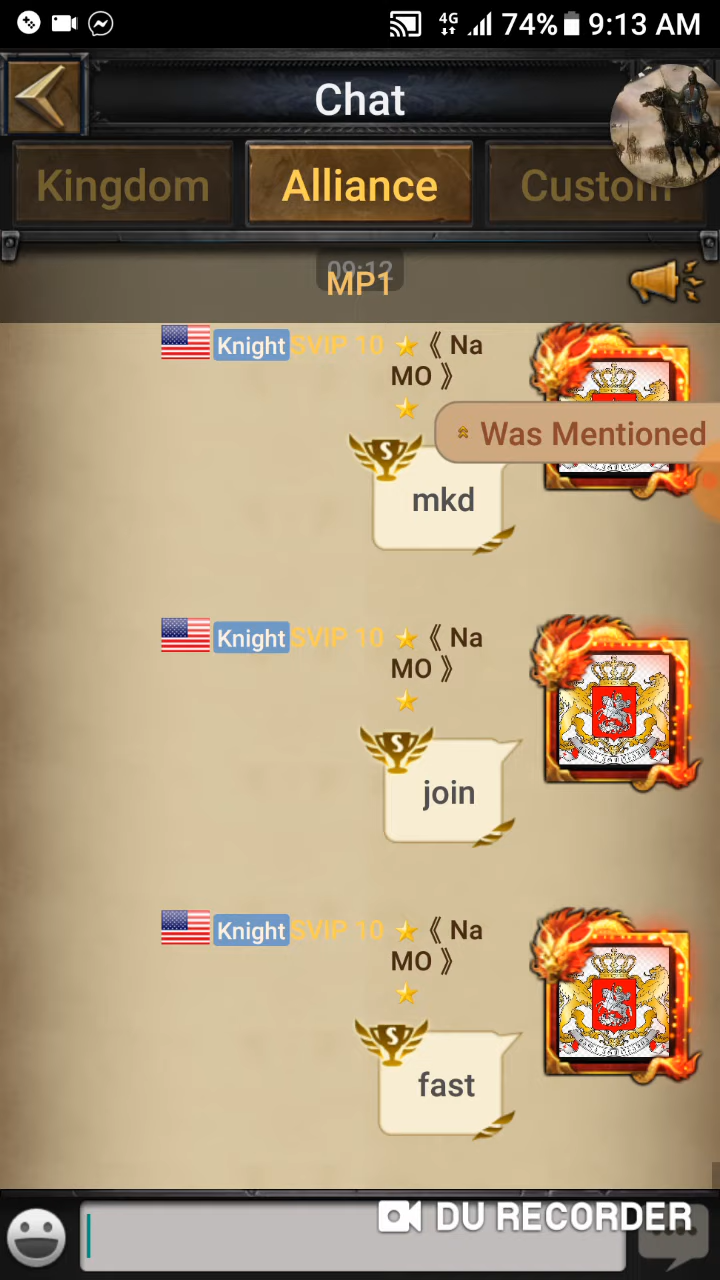 4G 74% 9:13 AM
Chat
Kingdom Alliance Custom
09:12
MP1
Knight SVIP 10 ⭐《 Na
MO 》
⭐
Was Mentioned
S
mkd
Knight SVIP 10 ⭐《 Na
MO 》
⭐
S
join
Knight SVIP 10 ⭐《 Na
MO 》
⭐
S
fast
DU RECORDER